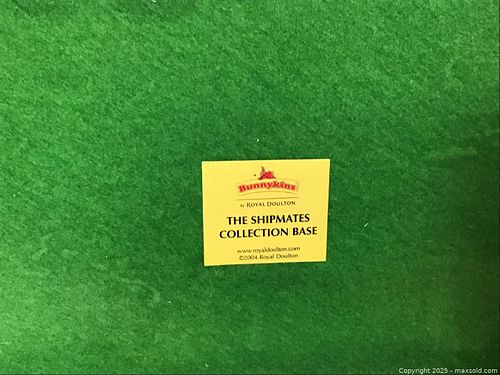 Bunnykins
by ROYAL DOULTON
THE SHIPMATES
COLLECTION BASE
www.royaldoulton.com
©2004 Royal Doulton
Copyright 2025 - maxsold.com